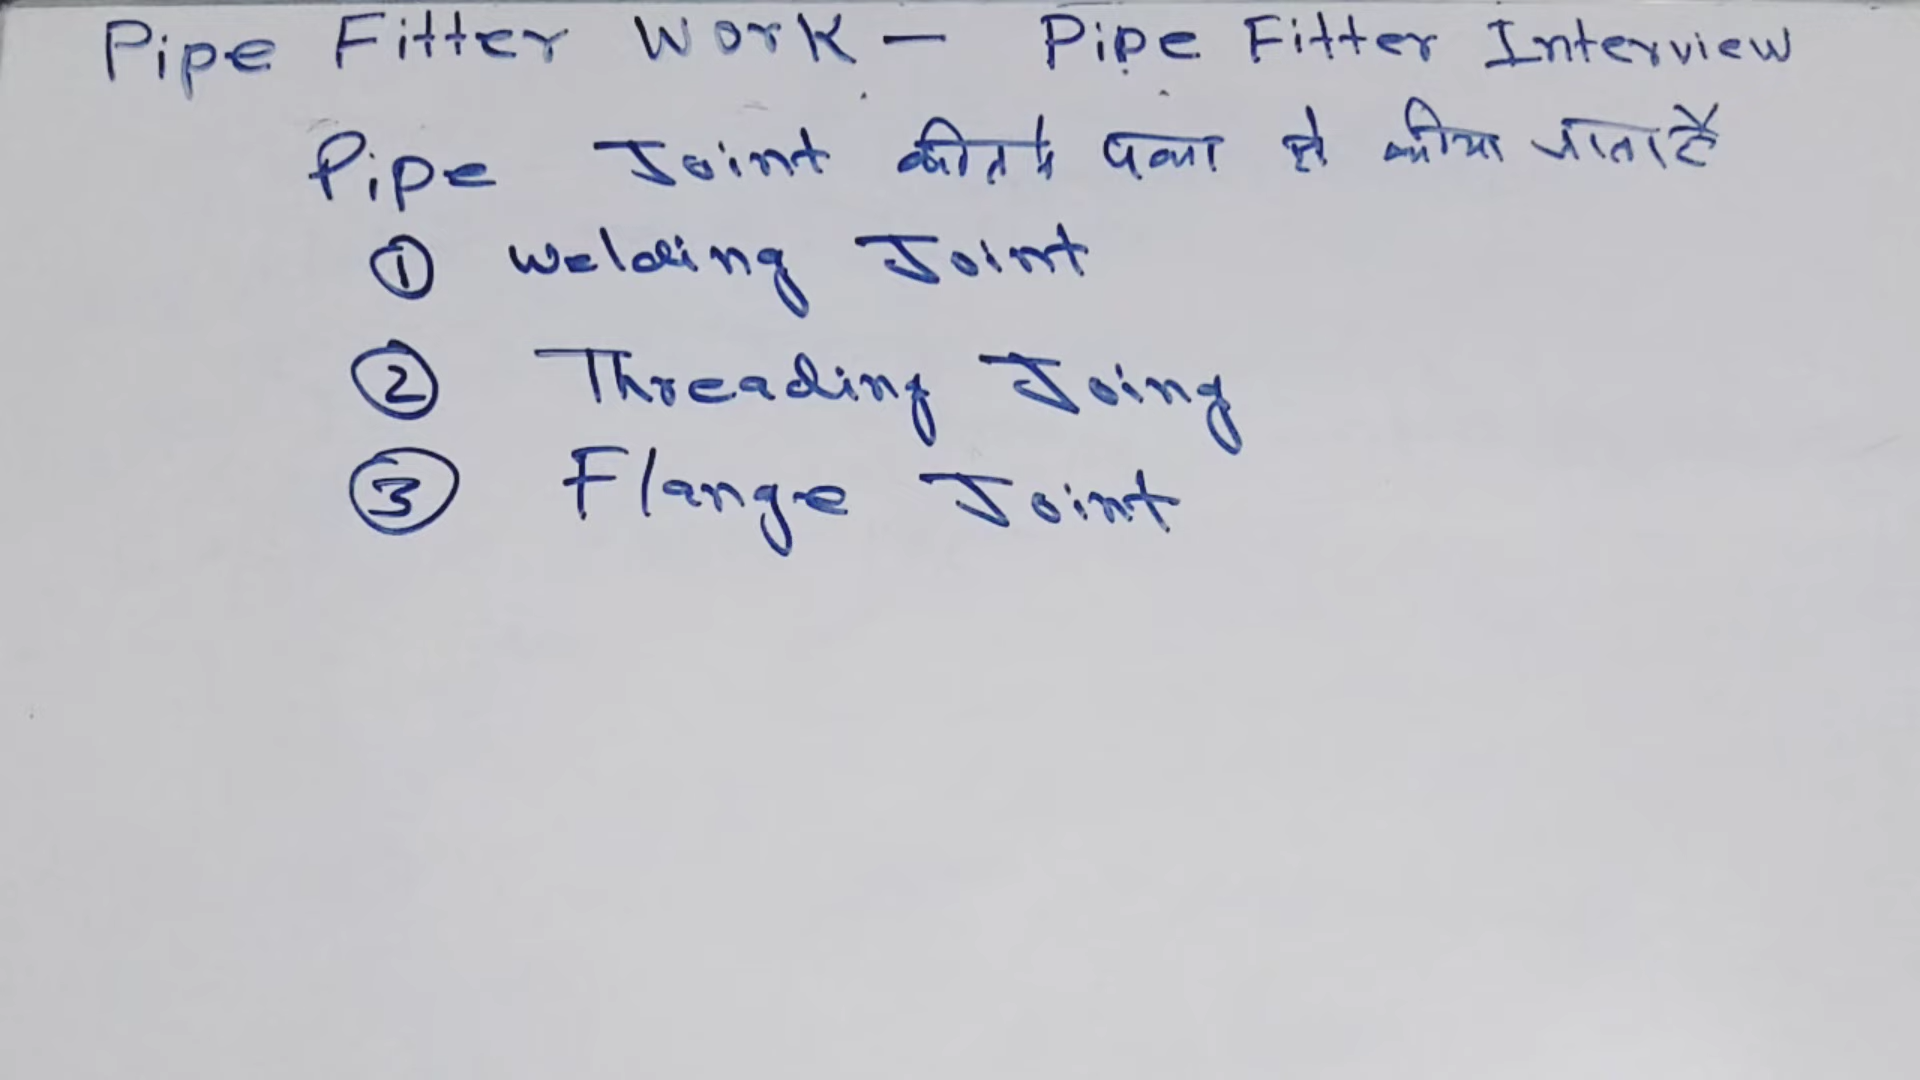 Pipe Fitter Work — Pipe Fitter Interview
Pipe Joint कीतने प्रकार से कीया जाता है
① Welding Joint
② Threading Joing
③ Flange Joint